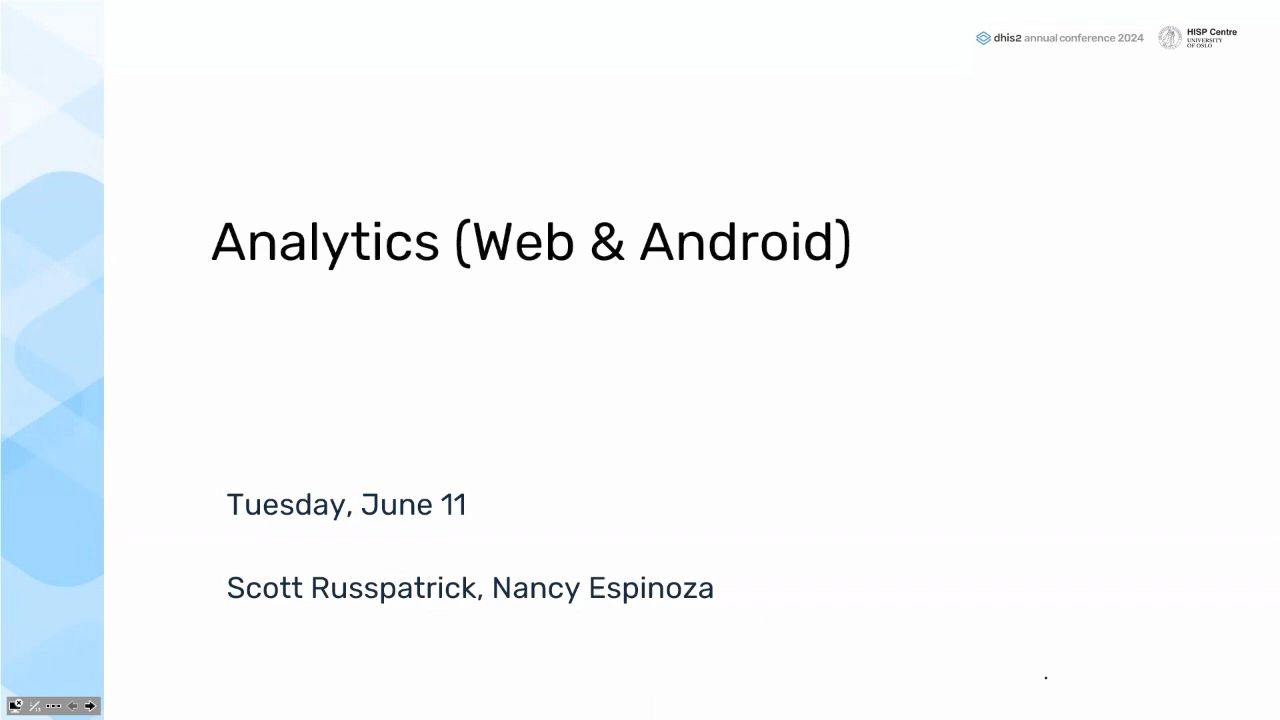 dhis2 annual conference 2024
HISP Centre
UNIVERSITY
OF OSLO
Analytics (Web & Android)
Tuesday, June 11
Scott Russpatrick, Nancy Espinoza